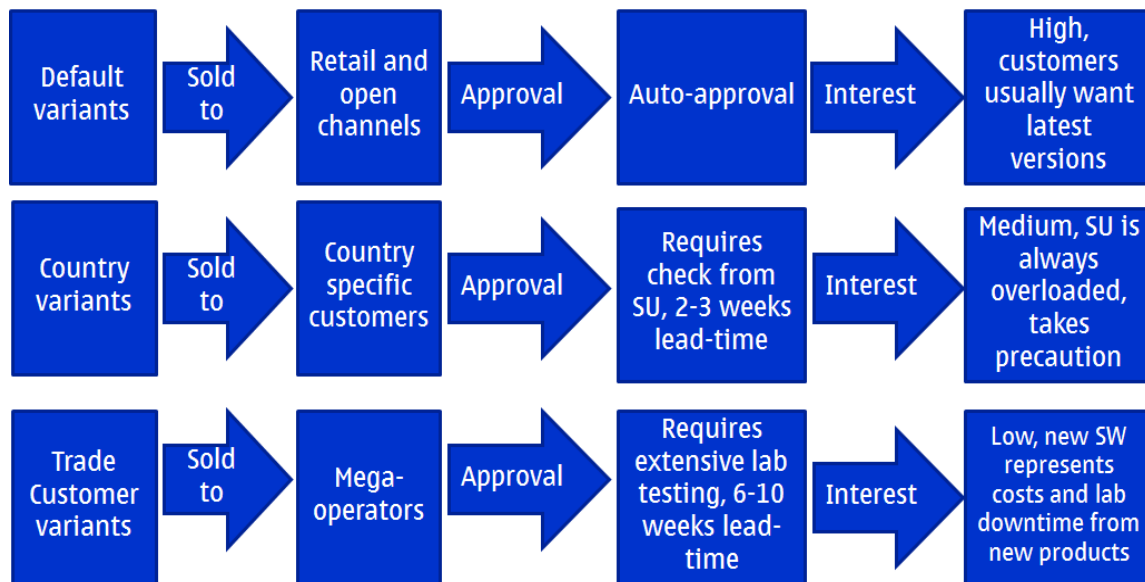 Default
variants
Sold
to
Retail and
open
channels
Approval
Auto-approval
Interest
High,
customers
usually want
latest
versions
Country
variants
Sold
to
Country
specific
customers
Approval
Requires
check from
SU, 2-3 weeks
lead-time
Interest
Medium, SU is
always
overloaded,
takes
precaution
Trade
Customer
variants
Sold
to
Mega-
operators
Approval
Requires
extensive lab
testing, 6-10
weeks lead-
time
Interest
Low, new SW
represents
costs and lab
downtime from
new products